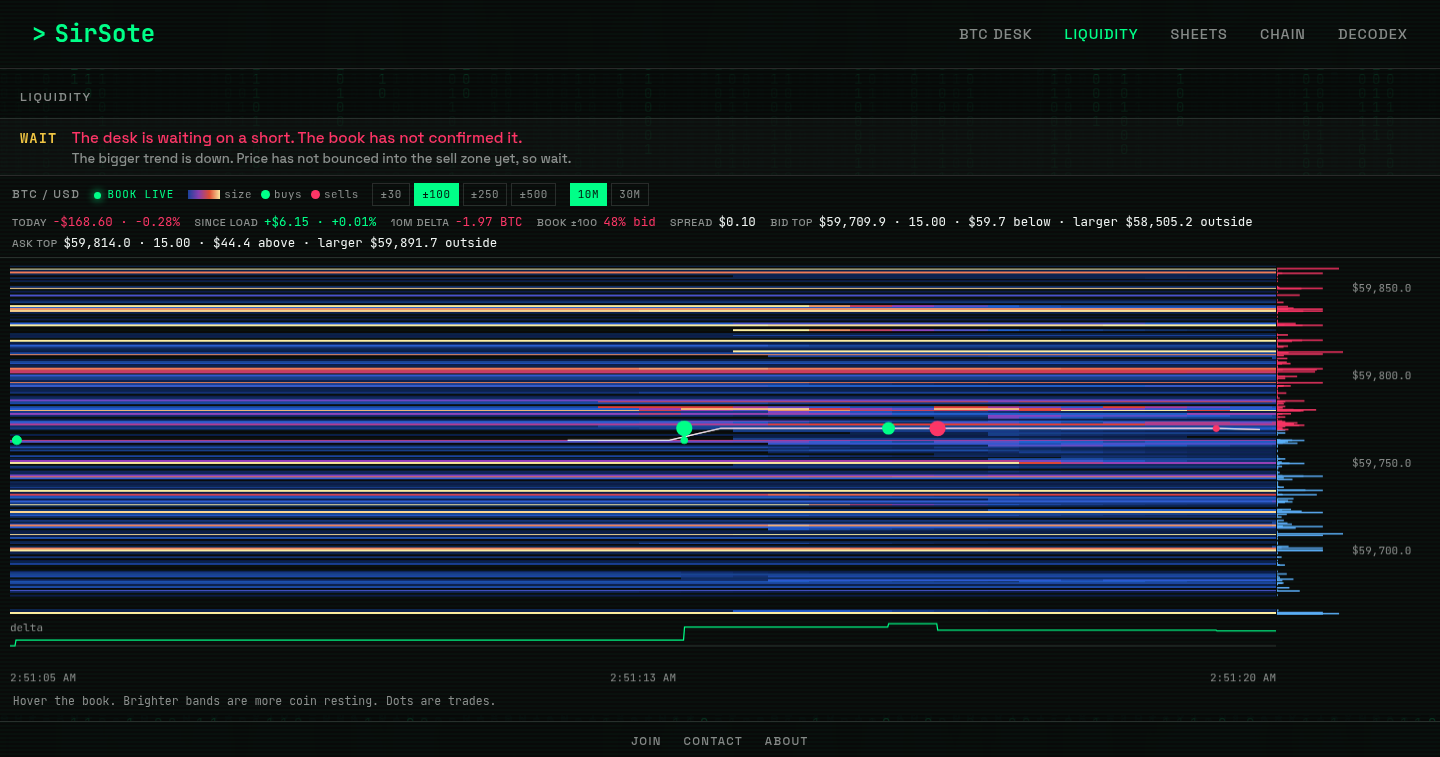 > SirSote
BTC DESK LIQUIDITY SHEETS CHAIN DECODEX
LIQUIDITY
WAIT The desk is waiting on a short. The book has not confirmed it.
The bigger trend is down. Price has not bounced into the sell zone yet, so wait.
BTC / USD BOOK LIVE size buys sells ±30 ±100 ±250 ±500 10M 30M
TODAY -$168.60 · -0.28% SINCE LOAD +$6.15 · +0.01% 10M DELTA -1.97 BTC BOOK ±100 48% bid SPREAD $0.10 BID TOP $59,709.9 · 15.00 · $59.7 below · larger $58,505.2 outside
ASK TOP $59,814.0 · 15.00 · $44.4 above · larger $59,891.7 outside
$59,850.0
$59,800.0
$59,750.0
$59,700.0
delta
2:51:05 AM 2:51:13 AM 2:51:20 AM
Hover the book. Brighter bands are more coin resting. Dots are trades.
JOIN CONTACT ABOUT